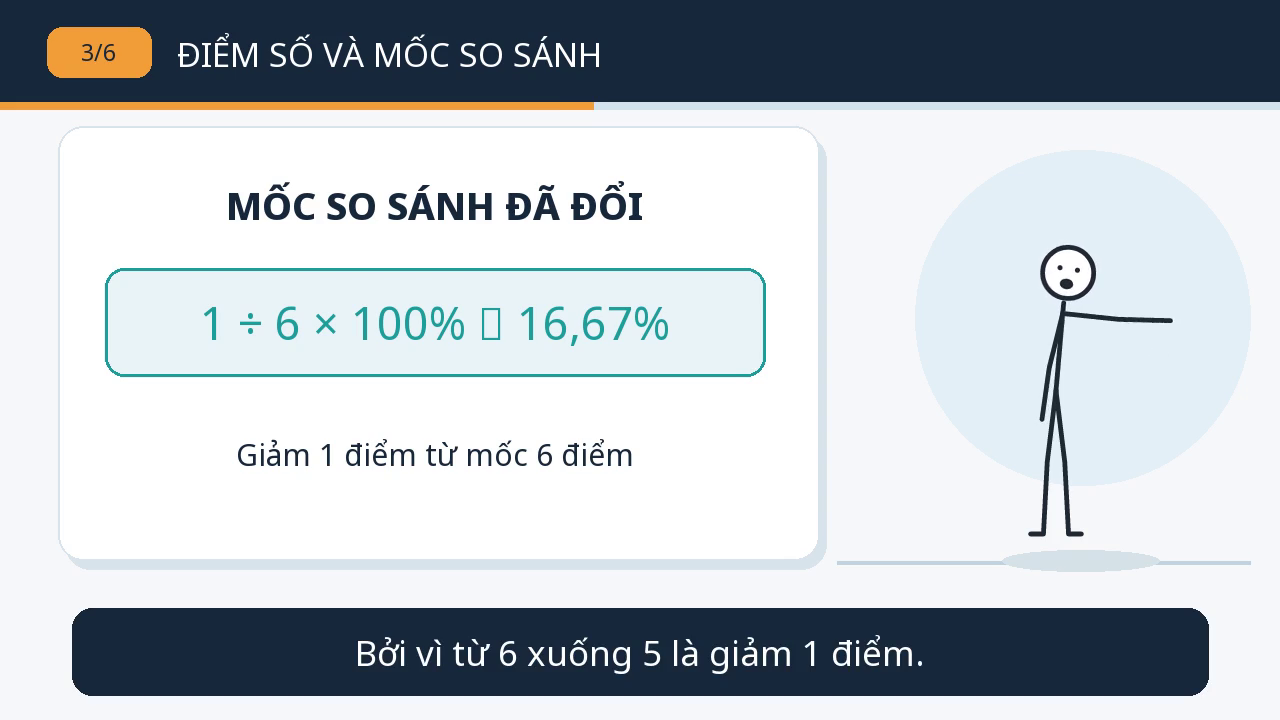 3/6
ĐIỂM SỐ VÀ MỐC SO SÁNH
MỐC SO SÁNH ĐÃ ĐỔI
1 ÷ 6 × 100% ▯ 16,67%
Giảm 1 điểm từ mốc 6 điểm
Bởi vì từ 6 xuống 5 là giảm 1 điểm.